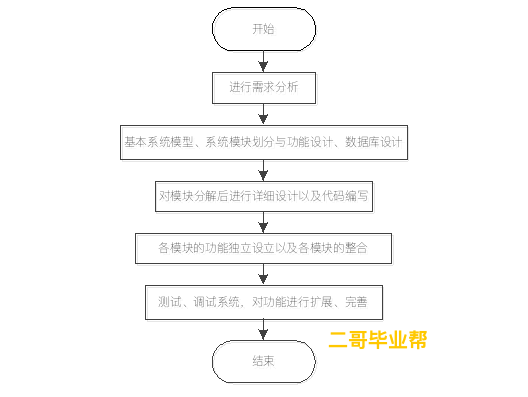 开始
进行需求分析
基本系统模型、系统模块划分与功能设计、数据库设计
对模块分解后进行详细设计以及代码编写
各模块的功能独立设立以及各模块的整合
测试、调试系统，对功能进行扩展、完善
二哥毕业帮
结束